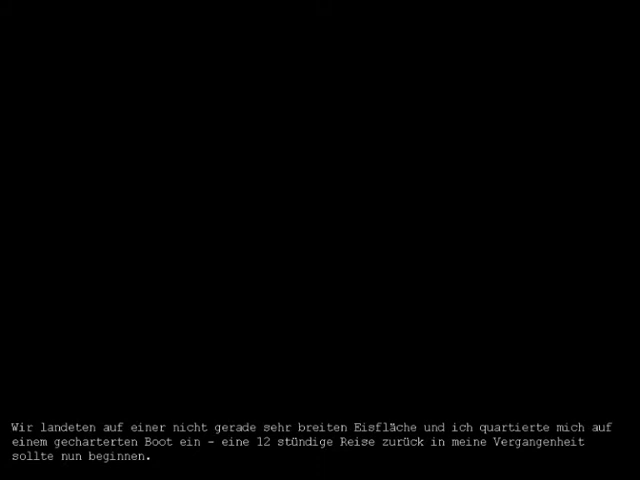 Wir landeten auf einer nicht gerade sehr breiten Eisfläche und ich quartierte mich auf
einem gecharterten Boot ein - eine 12 stündige Reise zurück in meine Vergangenheit
sollte nun beginnen.